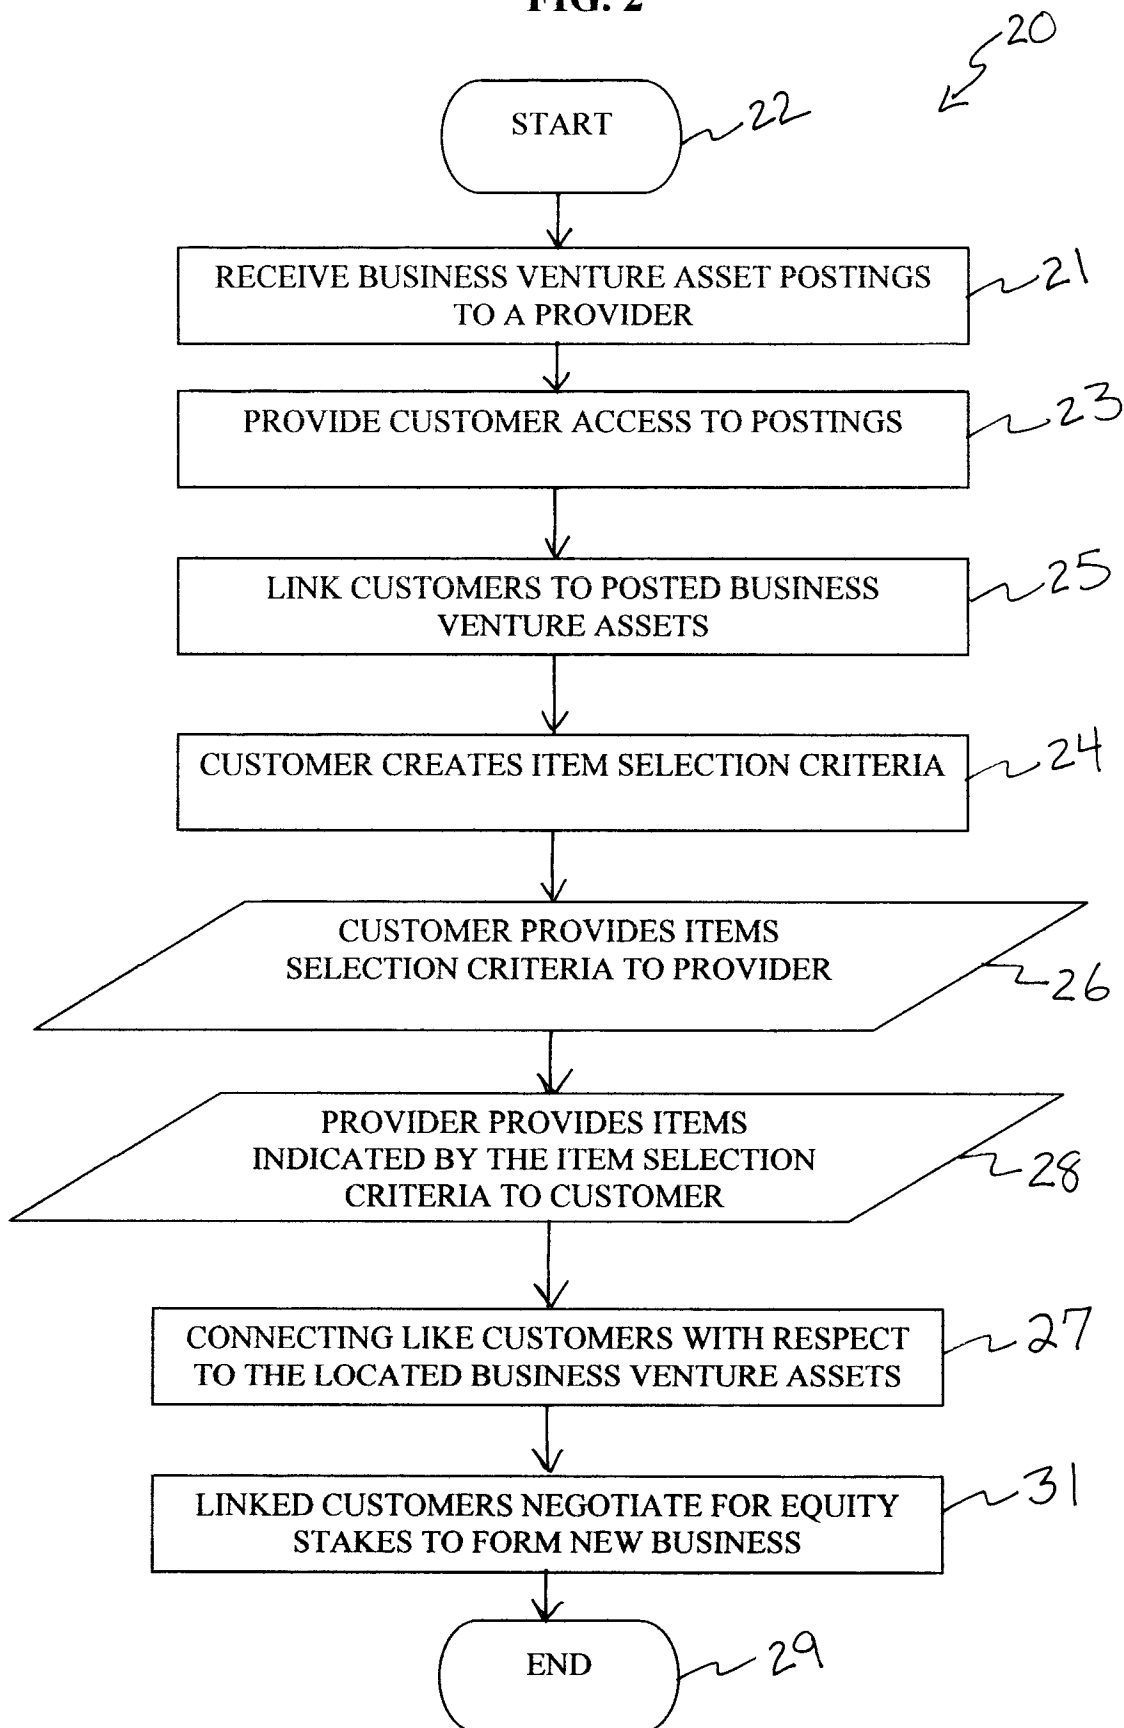 FIG. 2
20
START
22
RECEIVE BUSINESS VENTURE ASSET POSTINGS
TO A PROVIDER
21
PROVIDE CUSTOMER ACCESS TO POSTINGS
23
LINK CUSTOMERS TO POSTED BUSINESS
VENTURE ASSETS
25
CUSTOMER CREATES ITEM SELECTION CRITERIA
24
CUSTOMER PROVIDES ITEMS
SELECTION CRITERIA TO PROVIDER
26
PROVIDER PROVIDES ITEMS
INDICATED BY THE ITEM SELECTION
CRITERIA TO CUSTOMER
28
CONNECTING LIKE CUSTOMERS WITH RESPECT
TO THE LOCATED BUSINESS VENTURE ASSETS
27
LINKED CUSTOMERS NEGOTIATE FOR EQUITY
STAKES TO FORM NEW BUSINESS
31
END
29